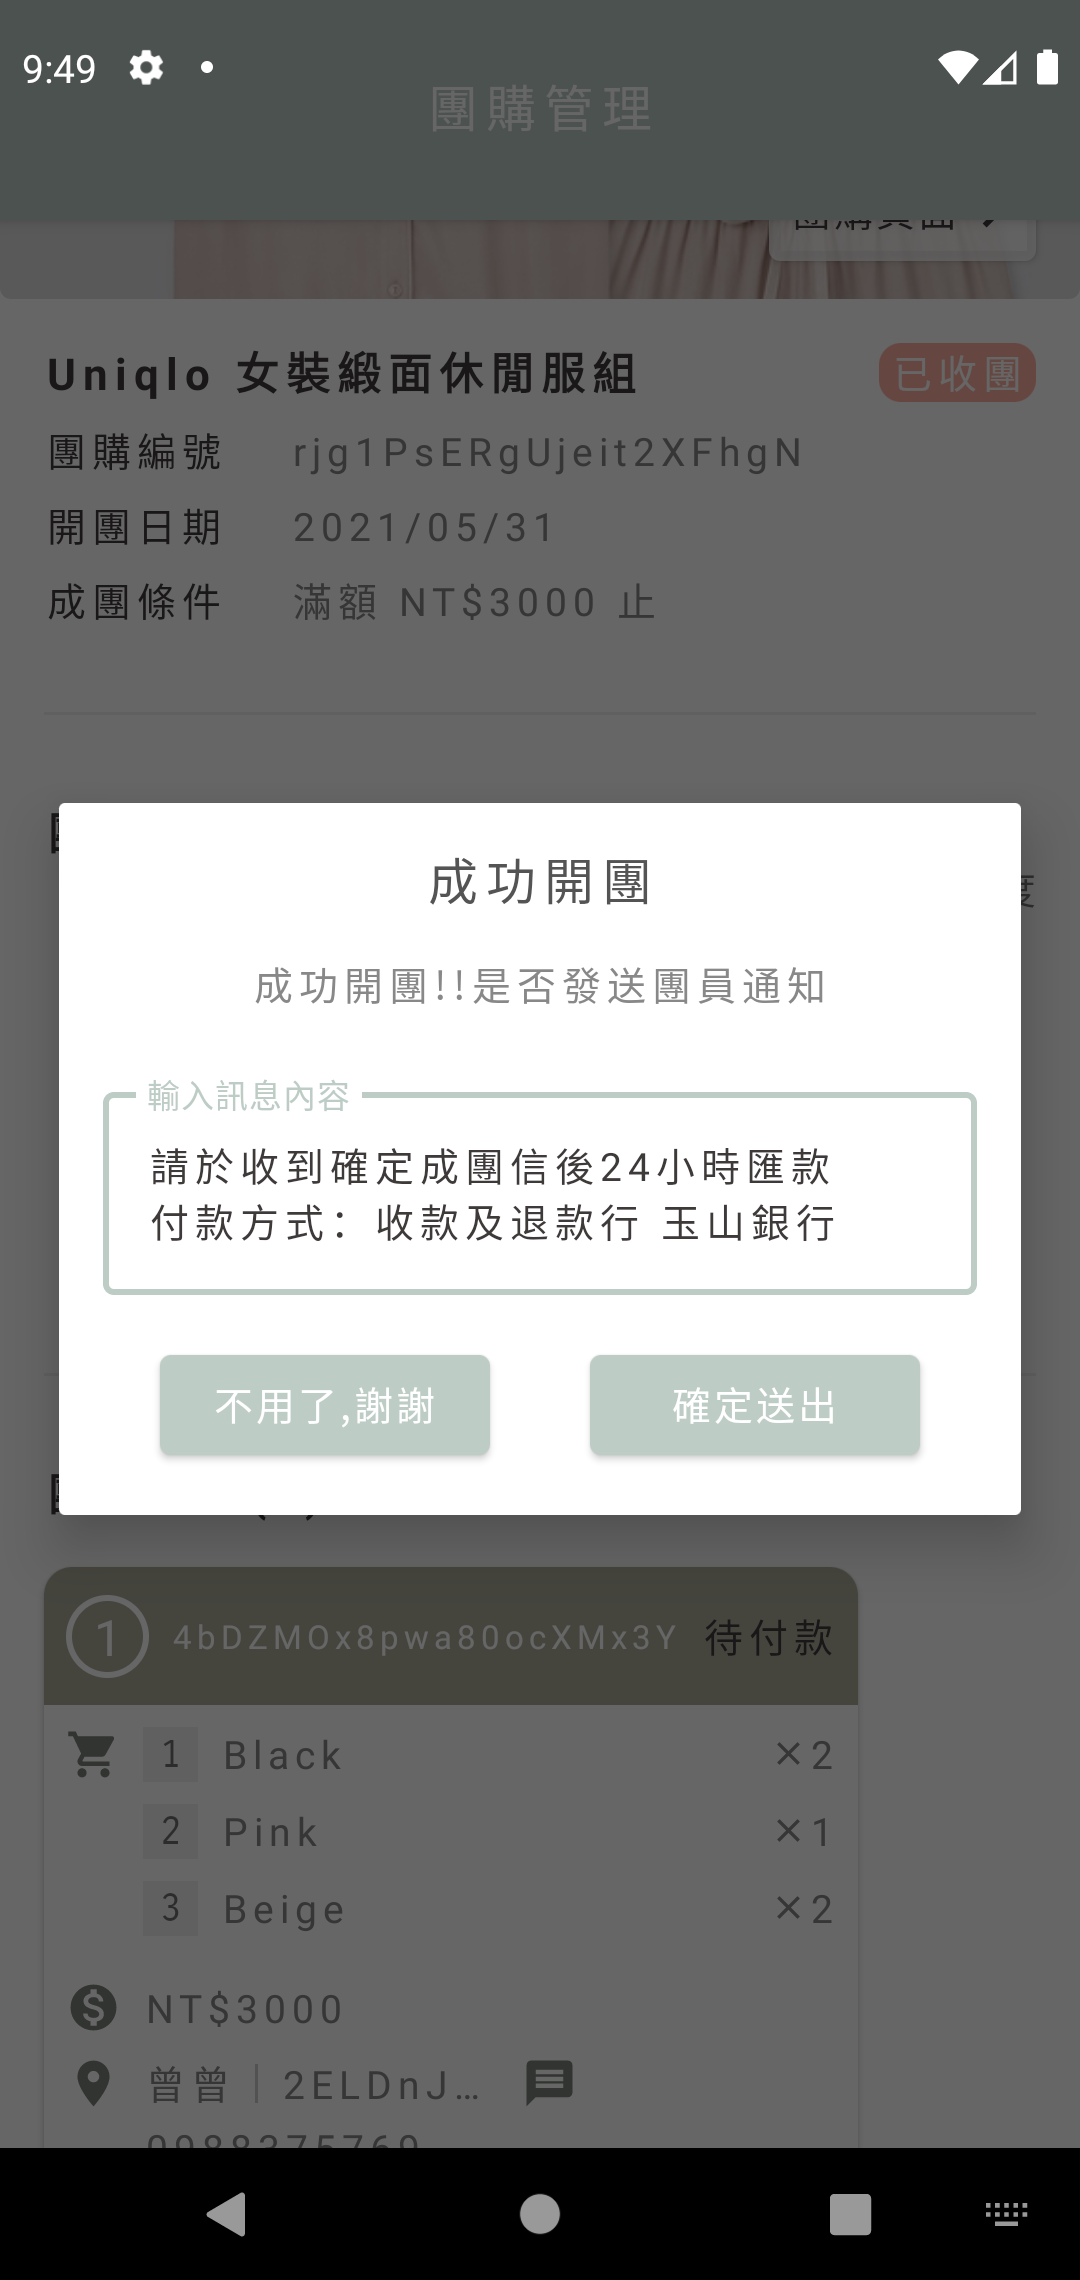 9:49
團購管理
團購頁面
Uniqlo 女裝緞面休閒服組 已收團
團購編號 rjg1PsERgUjeit2XFhgN
開團日期 2021/05/31
成團條件 滿額 NT$3000 止
度
成功開團
成功開團!!是否發送團員通知
輸入訊息內容
請於收到確定成團信後24小時匯款
付款方式：收款及退款行 玉山銀行
不用了,謝謝 確定送出
1 4bDZMOx8pwa80ocXMx3Y 待付款
1 Black ×2
2 Pink ×1
3 Beige ×2
NT$3000
曾曾｜2ELDnJ…
0988375769